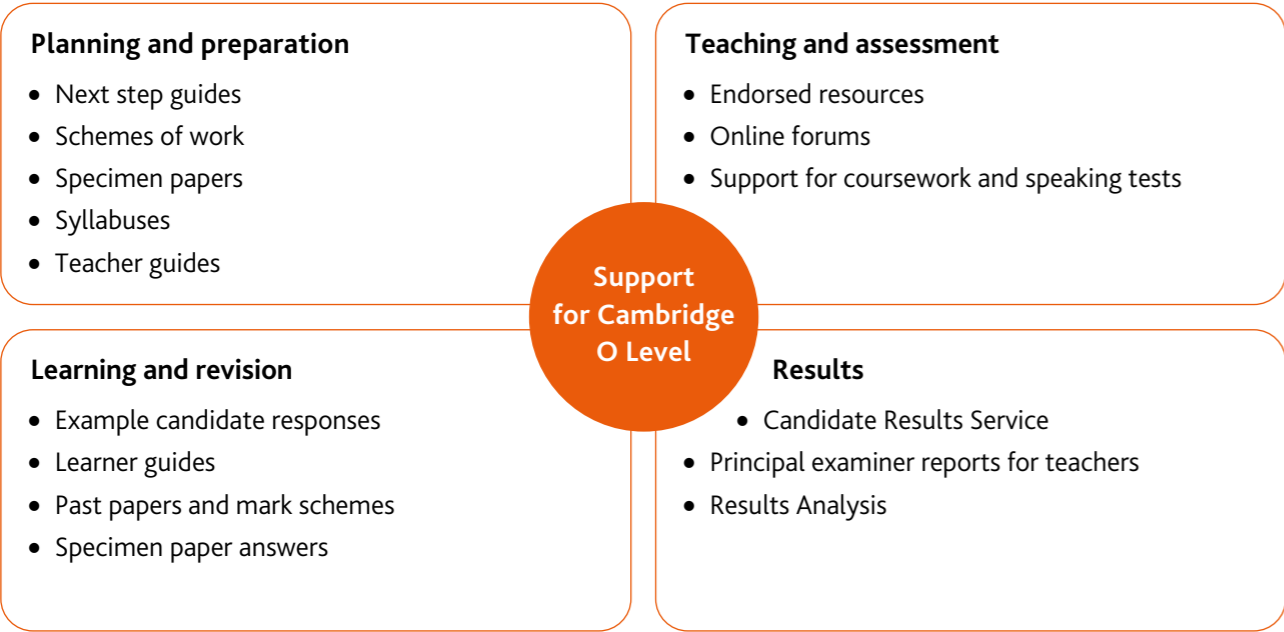 Planning and preparation
• Next step guides
• Schemes of work
• Specimen papers
• Syllabuses
• Teacher guides
Teaching and assessment
• Endorsed resources
• Online forums
• Support for coursework and speaking tests
Support
for Cambridge
O Level
Learning and revision
• Example candidate responses
• Learner guides
• Past papers and mark schemes
• Specimen paper answers
Results
• Candidate Results Service
• Principal examiner reports for teachers
• Results Analysis